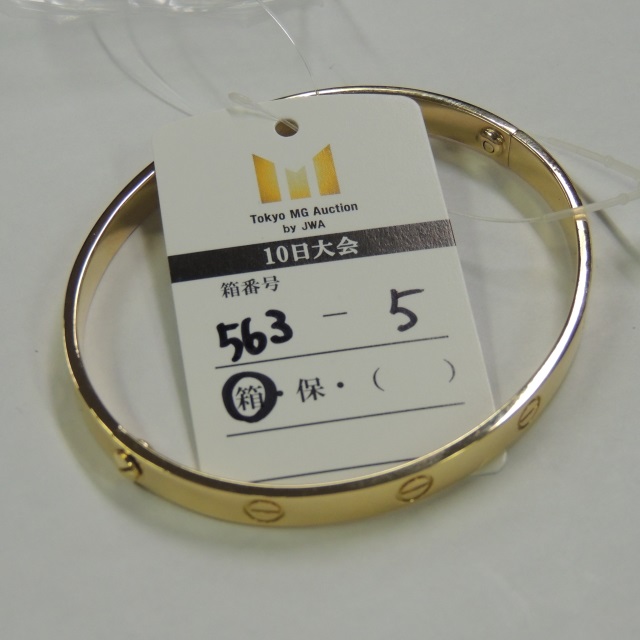 Tokyo MG Auction
by JWA
10日大会
箱番号
563 - 5
箱・保・(　　)